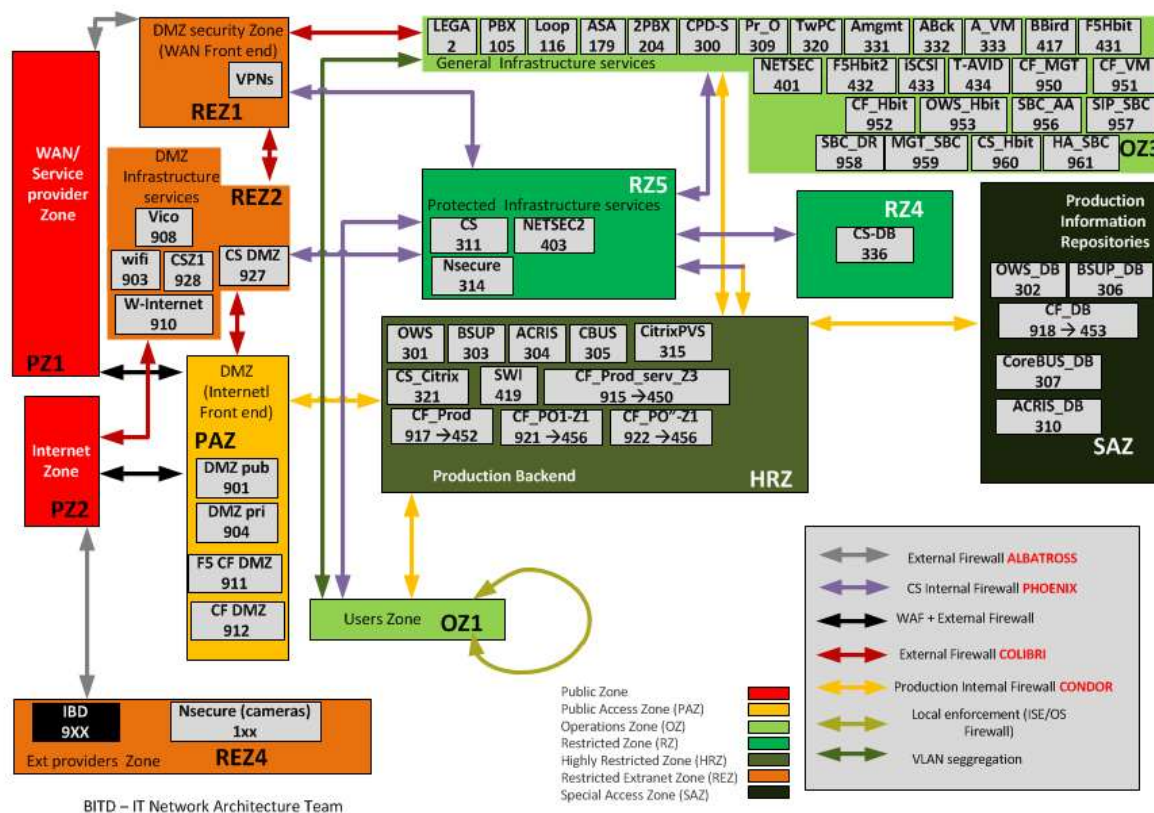 DMZ security Zone
(WAN Front end)
VPNs
REZ1
LEGA
2
PBX
105
Loop
116
ASA
179
2PBX
204
CPD-S
300
Pr_O
309
TwPC
320
Amgmt
331
ABck
332
A_VM
333
BBird
417
F5Hbit
431
General Infrastructure services
NETSEC
401
F5Hbit2
432
iSCSI
433
T-AVID
434
CF_MGT
950
CF_VM
951
CF_Hbit
952
OWS_Hbit
953
SBC_AA
956
SIP_SBC
957
SBC_DR
958
MGT_SBC
959
CS_Hbit
960
HA_SBC
961
OZ3
WAN/
Service
provider
Zone
PZ1
DMZ
Infrastructure
services
REZ2
Vico
908
wifi
903
CSZ1
928
CS DMZ
927
W-Internet
910
RZ5
Protected Infrastructure services
CS
311
NETSEC2
403
Nsecure
314
RZ4
CS-DB
336
Production
Information
Repositories
OWS_DB
302
BSUP_DB
306
CF_DB
918 → 453
CoreBUS_DB
307
ACRIS_DB
310
SAZ
OWS
301
BSUP
303
ACRIS
304
CBUS
305
CitrixPVS
315
CS_Citrix
321
SWI
419
CF_Prod_serv_Z3
915 →450
CF_Prod
917 →452
CF_PO1-Z1
921 →456
CF_PO"-Z1
922 →456
Production Backend
HRZ
DMZ
(Internetl
Front end)
PAZ
DMZ pub
901
DMZ pri
904
F5 CF DMZ
911
CF DMZ
912
Internet
Zone
PZ2
Users Zone
OZ1
IBD
9XX
Nsecure (cameras)
1xx
Ext providers Zone
REZ4
Public Zone
Public Access Zone (PAZ)
Operations Zone (OZ)
Restricted Zone (RZ)
Highly Restricted Zone (HRZ)
Restricted Extranet Zone (REZ)
Special Access Zone (SAZ)
External Firewall ALBATROSS
CS Internal Firewall PHOENIX
WAF + External Firewall
External Firewall COLIBRI
Production Internal Firewall CONDOR
Local enforcement (ISE/OS
Firewall)
VLAN seggregation
BITD – IT Network Architecture Team